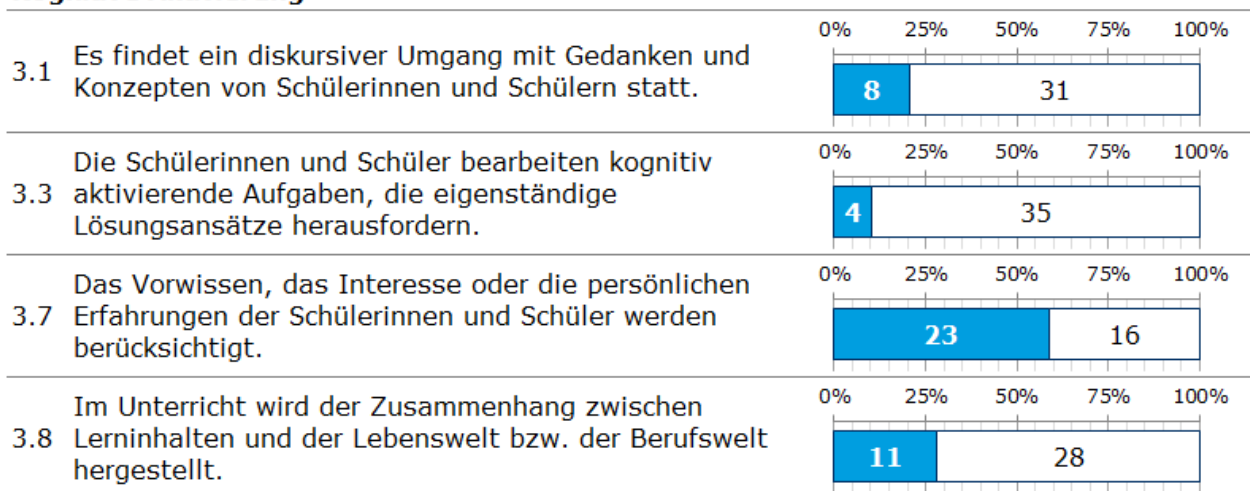 0% 25% 50% 75% 100%
3.1 Es findet ein diskursiver Umgang mit Gedanken und
Konzepten von Schülerinnen und Schülern statt.
8 31
0% 25% 50% 75% 100%
Die Schülerinnen und Schüler bearbeiten kognitiv
3.3 aktivierende Aufgaben, die eigenständige
Lösungsansätze herausfordern.
4 35
0% 25% 50% 75% 100%
Das Vorwissen, das Interesse oder die persönlichen
3.7 Erfahrungen der Schülerinnen und Schüler werden
berücksichtigt.
23 16
0% 25% 50% 75% 100%
Im Unterricht wird der Zusammenhang zwischen
3.8 Lerninhalten und der Lebenswelt bzw. der Berufswelt
hergestellt.
11 28